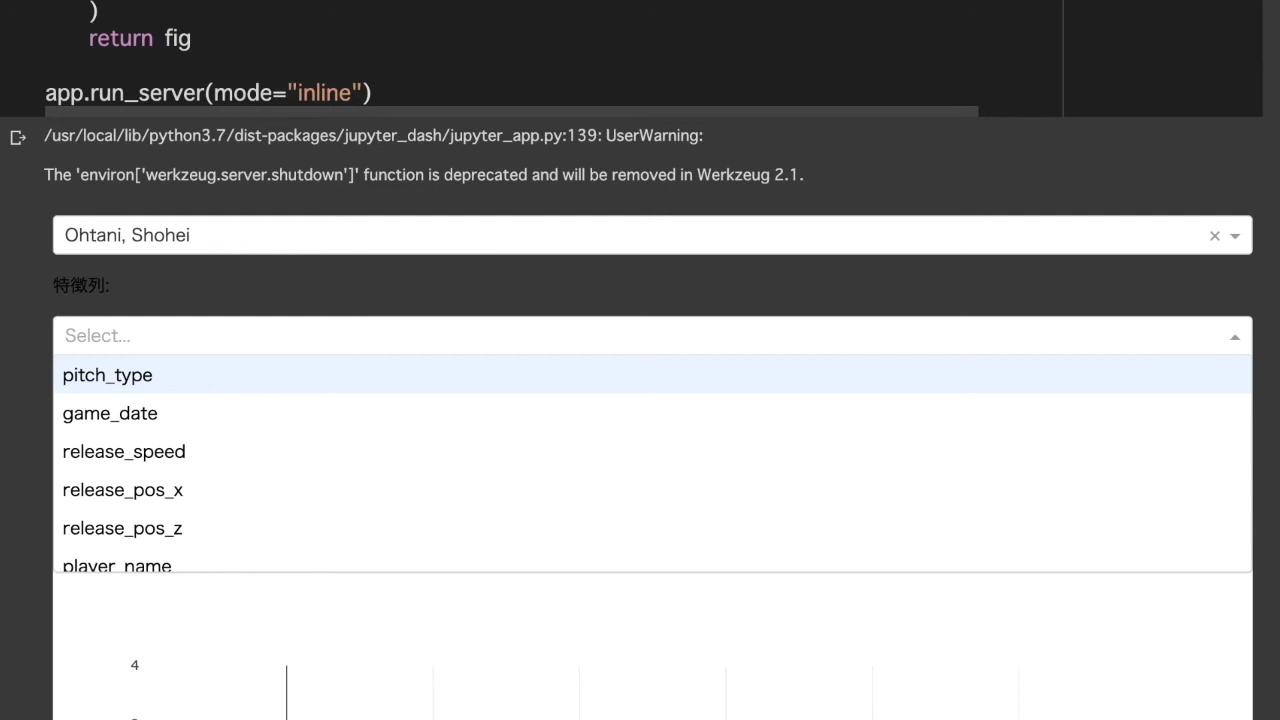 )
return fig
app.run_server(mode="inline")
/usr/local/lib/python3.7/dist-packages/jupyter_dash/jupyter_app.py:139: UserWarning:
The 'environ['werkzeug.server.shutdown']' function is deprecated and will be removed in Werkzeug 2.1.
Ohtani, Shohei
特徴列:
Select...
pitch_type
game_date
release_speed
release_pos_x
release_pos_z
player_name
4